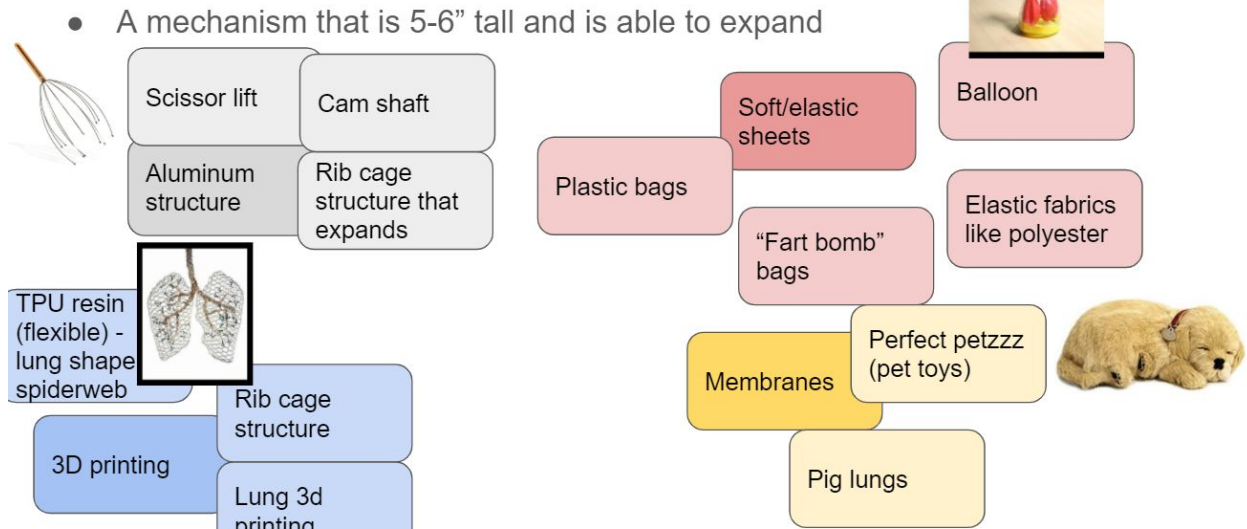 ● A mechanism that is 5-6” tall and is able to expand
Scissor lift
Cam shaft
Aluminum
structure
Rib cage
structure that
expands
TPU resin
(flexible) -
lung shape
spiderweb
Rib cage
structure
3D printing
Lung 3d
printing
Soft/elastic
sheets
Balloon
Plastic bags
Elastic fabrics
like polyester
“Fart bomb”
bags
Perfect petzzz
(pet toys)
Membranes
Pig lungs